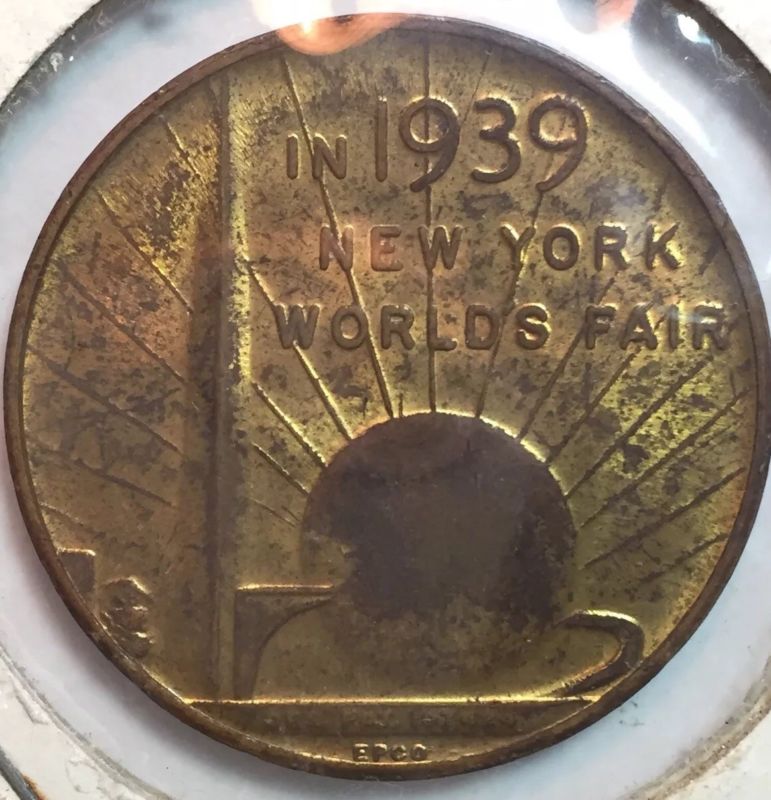 IN 1939
NEW YORK
WORLDS FAIR
EPCO